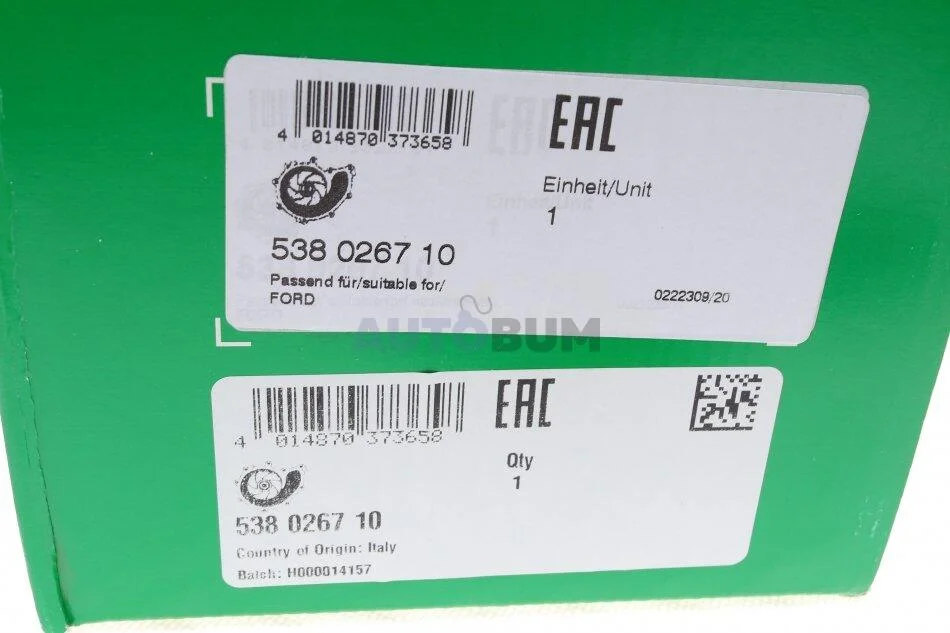 4 014870 373658
EAC
Einheit/Unit
1
538 0267 10
Passend für/suitable for/
FORD
0222309/20
AUTOBUM
4 014870 373658
EAC
Qty
1
538 0267 10
Country of Origin: Italy
Batch: H000014157